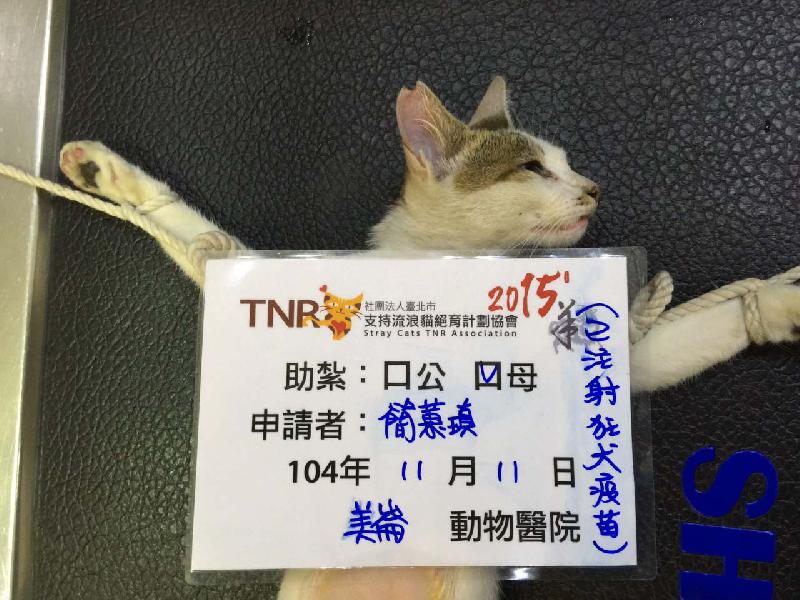 TNR
社團法人臺北市
支持流浪貓絕育計劃協會
Stray Cats TNR Association
2015'
助紮：口公 口母
申請者：簡慕瑱
104年 11 月 11 日
美崙 動物醫院
(已注射狂犬疫苗)
SH